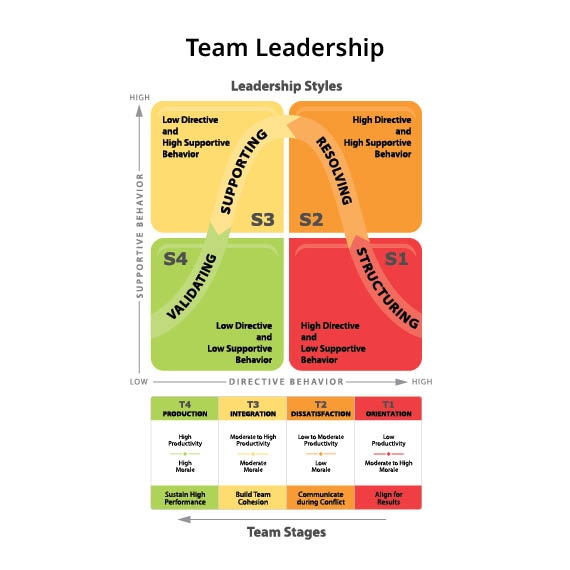 Team Leadership
Leadership Styles
HIGH
SUPPORTIVE BEHAVIOR
Low Directive
and
High Supportive
Behavior
SUPPORTING
S3
High Directive
and
High Supportive
Behavior
RESOLVING
S2
S4
VALIDATING
Low Directive
and
Low Supportive
Behavior
S1
STRUCTURING
High Directive
and
Low Supportive
Behavior
LOW
DIRECTIVE BEHAVIOR
HIGH
T4
PRODUCTION
T3
INTEGRATION
T2
DISSATISFACTION
T1
ORIENTATION
High
Productivity
High
Morale
Moderate to High
Productivity
Moderate
Morale
Low to Moderate
Productivity
Low
Morale
Low
Productivity
Moderate to High
Morale
Sustain High
Performance
Build Team
Cohesion
Communicate
during Conflict
Align for
Results
Team Stages